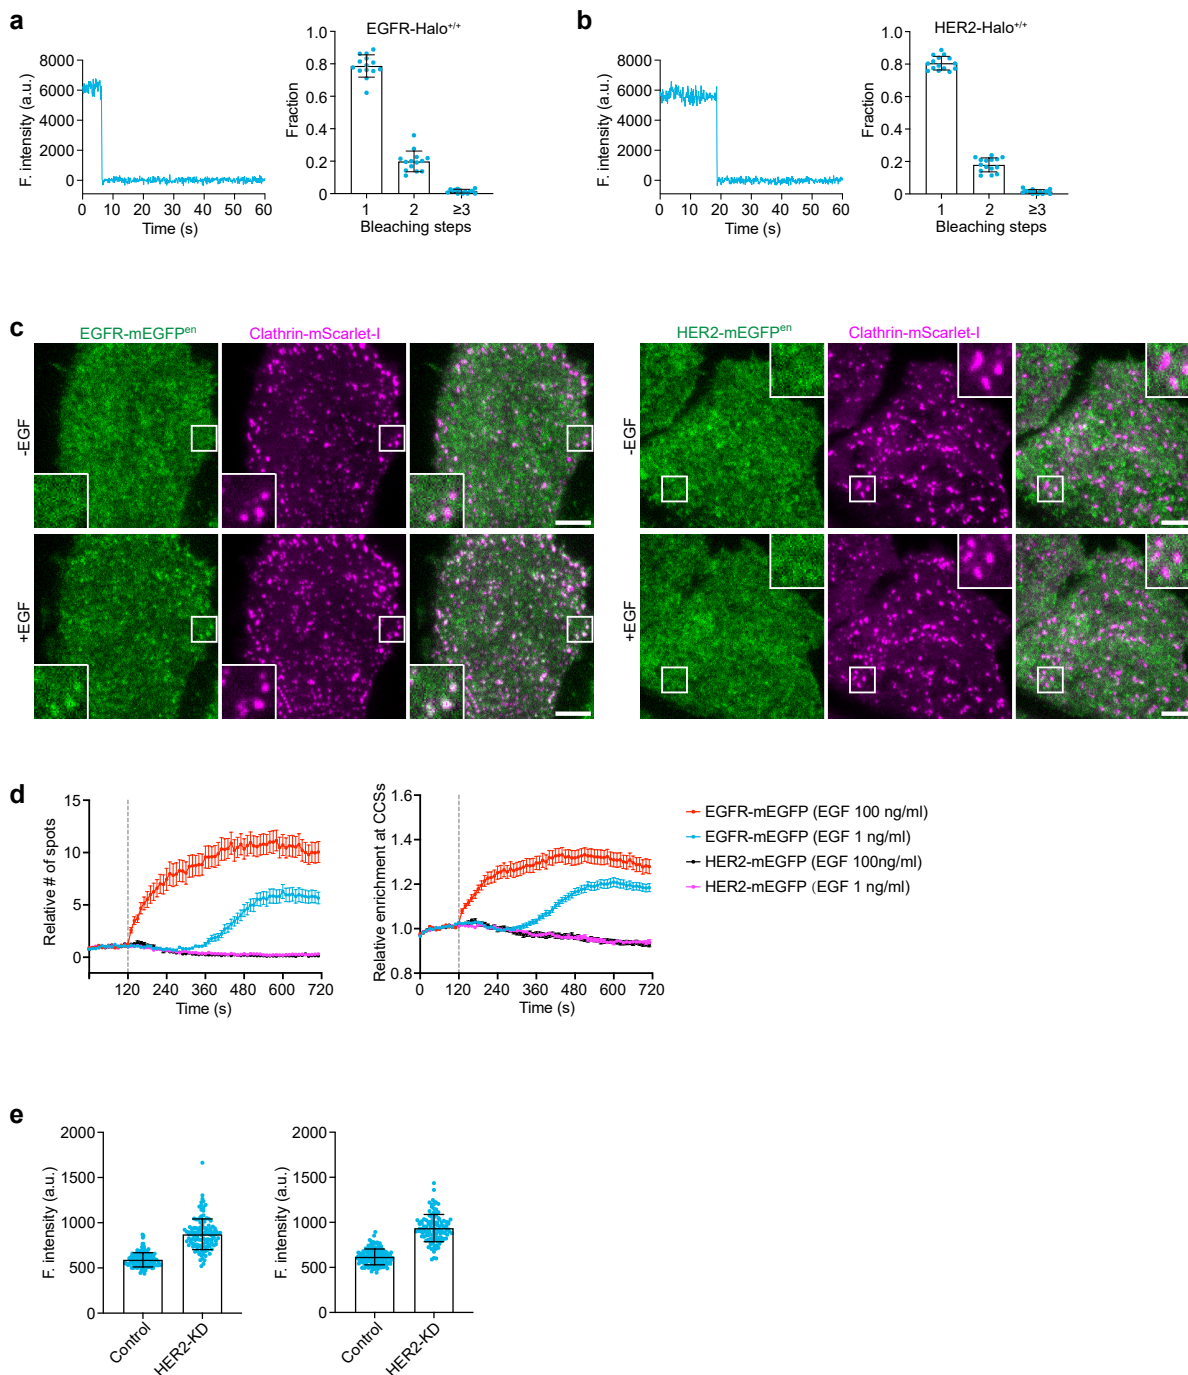 a
EGFR-Halo+/+
F. intensity (a.u.)
8000
6000
4000
2000
0
0 10 20 30 40 50 60
Time (s)
Fraction
1.0
0.8
0.6
0.4
0.2
0
1 2 ≥3
Bleaching steps
b
HER2-Halo+/+
F. intensity (a.u.)
8000
6000
4000
2000
0
0 10 20 30 40 50 60
Time (s)
Fraction
1.0
0.8
0.6
0.4
0.2
0
1 2 ≥3
Bleaching steps
c
EGFR-mEGFPen Clathrin-mScarlet-I
-EGF
+EGF
HER2-mEGFPen Clathrin-mScarlet-I
-EGF
+EGF
d
Relative # of spots
15
10
5
0
120 240 360 480 600 720
Time (s)
Relative enrichment at CCSs
1.6
1.4
1.2
1.0
0.8
0 120 240 360 480 600 720
Time (s)
EGFR-mEGFP (EGF 100 ng/ml)
EGFR-mEGFP (EGF 1 ng/ml)
HER2-mEGFP (EGF 100ng/ml)
HER2-mEGFP (EGF 1 ng/ml)
e
F. intensity (a.u.)
2000
1500
1000
500
0
Control
HER2-KD
F. intensity (a.u.)
2000
1500
1000
500
0
Control
HER2-KD